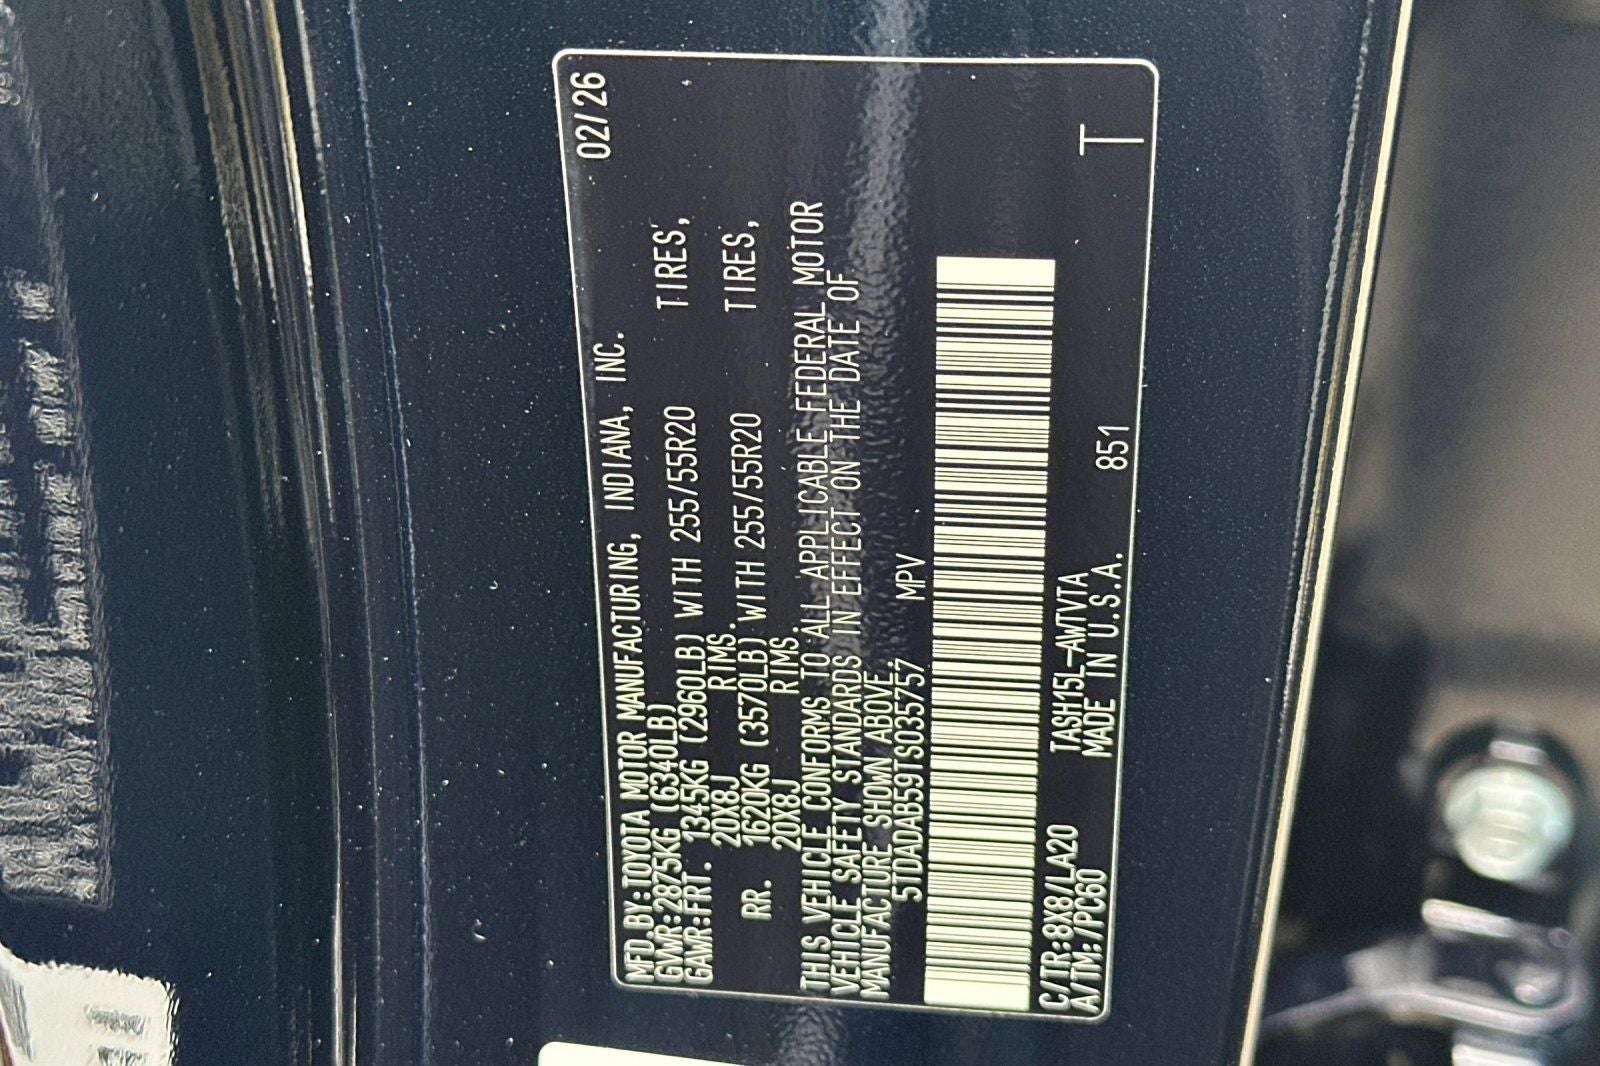 02/26
MFD.BY:TOYOTA MOTOR MANUFACTURING, INDIANA, INC.
GVWR:2875KG(6340LB)
GAWR:FRT. 1345KG (2960LB) WITH 255/55R20 TIRES,
20X8J RIMS.
RR. 1620KG (3570LB) WITH 255/55R20 TIRES,
20X8J RIMS.
THIS VEHICLE CONFORMS TO ALL APPLICABLE FEDERAL MOTOR
VEHICLE SAFETY STANDARDS IN EFFECT ON THE DATE OF
MANUFACTURE SHOWN ABOVE.
5TDADAB59TS035757 MPV
C/TR:8X8/LA20 TASH15L-AWTVTA
A/TM:/PC60 MADE IN U.S.A. 851
T